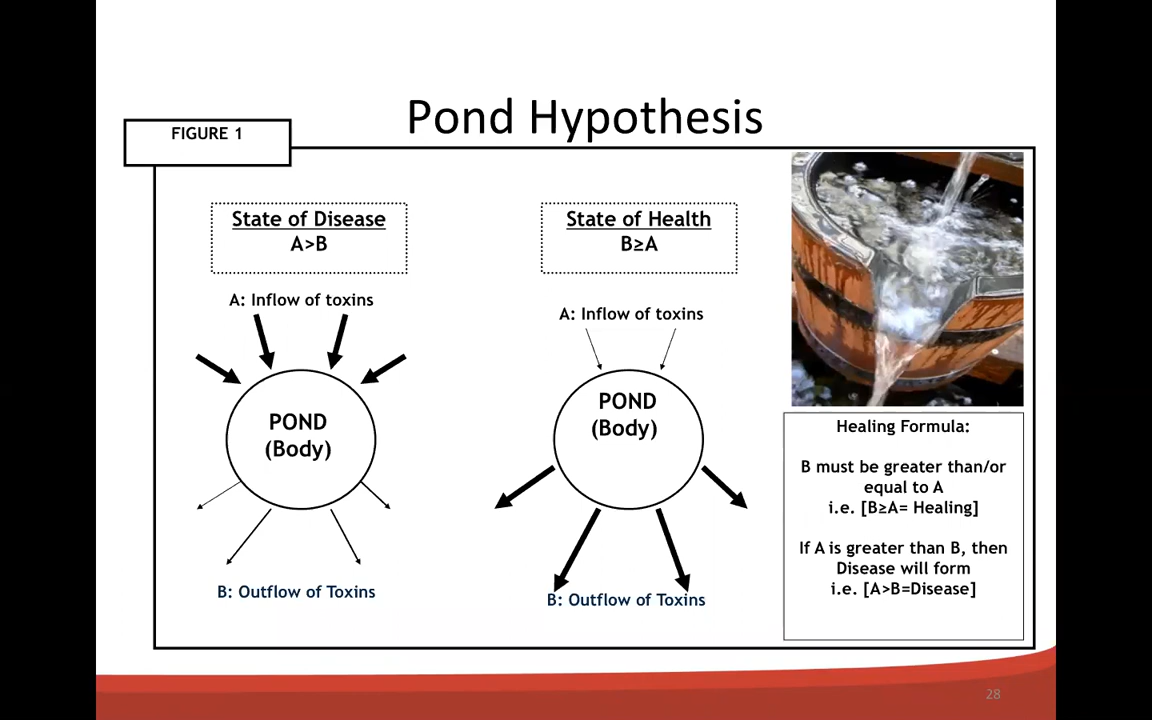 Pond Hypothesis
FIGURE 1
State of Disease
A>B
A: Inflow of toxins
POND
(Body)
B: Outflow of Toxins
State of Health
B≥A
A: Inflow of toxins
POND
(Body)
B: Outflow of Toxins
Healing Formula:
B must be greater than/or
equal to A
i.e. [B≥A= Healing]
If A is greater than B, then
Disease will form
i.e. [A>B=Disease]
28